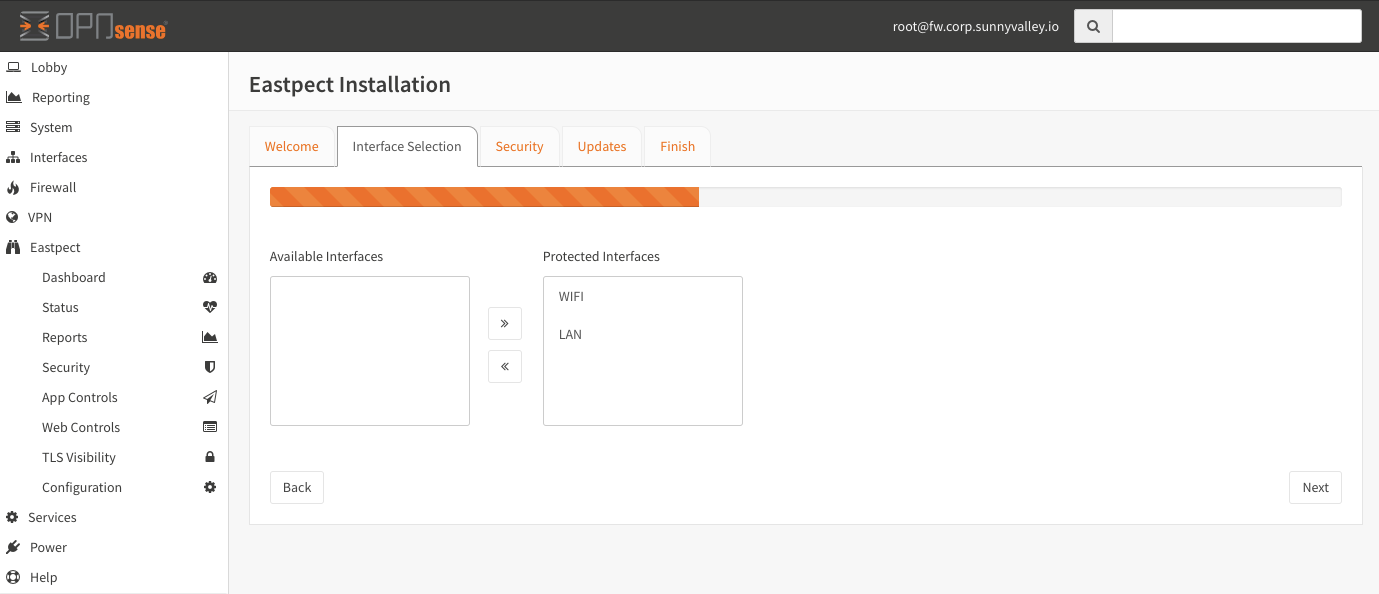 OPNsense
root@fw.corp.sunnyvalley.io
Lobby
Reporting
System
Interfaces
Firewall
VPN
Eastpect
Dashboard
Status
Reports
Security
App Controls
Web Controls
TLS Visibility
Configuration
Services
Power
Help
Eastpect Installation
Welcome
Interface Selection
Security
Updates
Finish
Available Interfaces
Protected Interfaces
WIFI
LAN
»
«
Back
Next